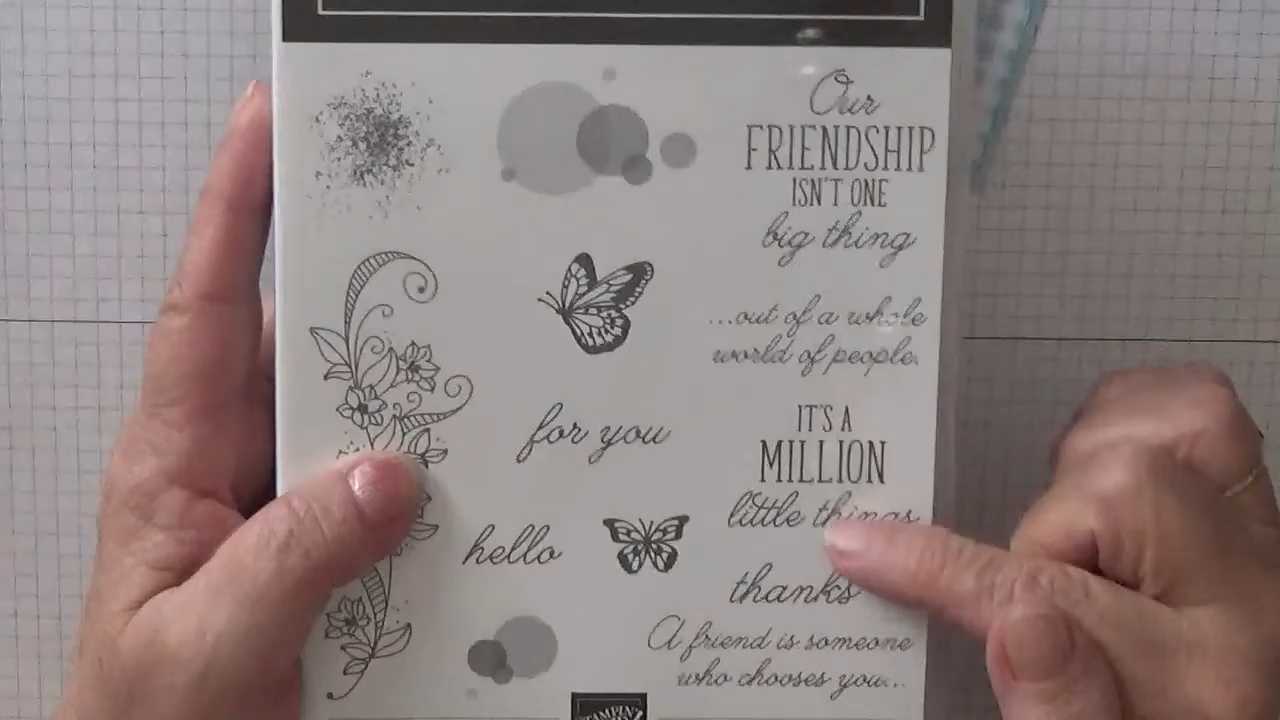 Our
FRIENDSHIP
ISN'T ONE
big thing
...out of a whole
world of people.
for you
IT'S A
MILLION
little things
hello
thanks
A friend is someone
who chooses you...
STAMPIN'